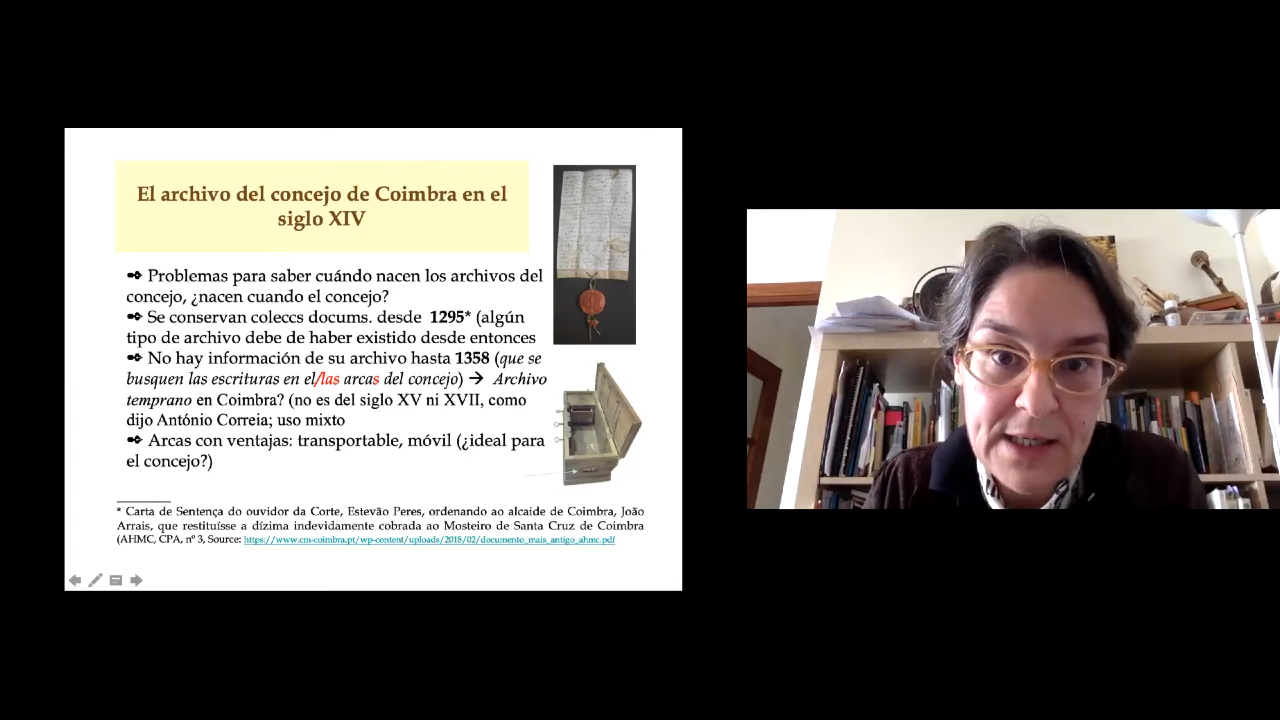 El archivo del concejo de Coimbra en el
siglo XIV
➻ Problemas para saber cuándo nacen los archivos del
concejo, ¿nacen cuando el concejo?
➻ Se conservan coleccs docums. desde 1295* (algún
tipo de archivo debe de haber existido desde entonces
➻ No hay información de su archivo hasta 1358 (que se
busquen las escrituras en el/las arcas del concejo) → Archivo
temprano en Coimbra? (no es del siglo XV ni XVII, como
dijo António Correia; uso mixto
➻ Arcas con ventajas: transportable, móvil (¿ideal para
el concejo?)
* Carta de Sentença do ouvidor da Corte, Estevão Peres, ordenando ao alcaide de Coimbra, João
Arrais, que restituísse a dízima indevidamente cobrada ao Mosteiro de Santa Cruz de Coimbra
(AHMC, CPA, nº 3, Source: https://www.cm-coimbra.pt/wp-content/uploads/2018/02/documento_mais_antigo_ahmc.pdf